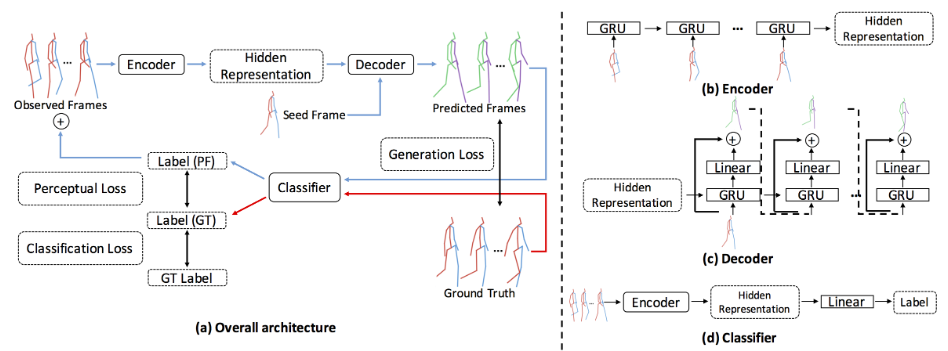 Observed Frames
Encoder
Hidden
Representation
Decoder
Predicted Frames
Seed Frame
Label (PF)
Classifier
Generation Loss
Perceptual Loss
Label (GT)
Classification Loss
GT Label
Ground Truth
(a) Overall architecture
GRU
GRU
GRU
Hidden
Representation
(b) Encoder
Linear
Linear
Linear
Hidden
Representation
GRU
GRU
GRU
(c) Decoder
Encoder
Hidden
Representation
Linear
Label
(d) Classifier